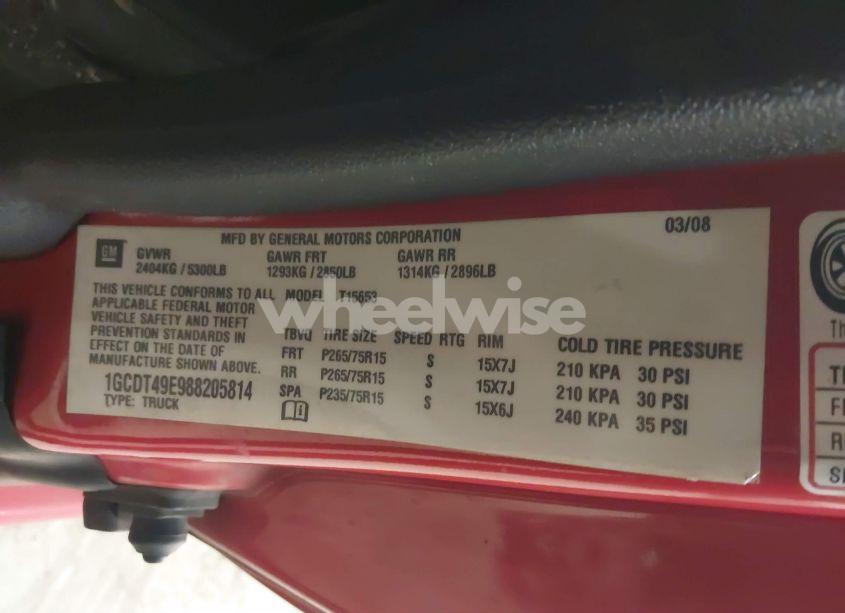 MFD BY GENERAL MOTORS CORPORATION 03/08
GM
GVWR GAWR FRT GAWR RR
2404KG / 5300LB 1293KG / 2850LB 1314KG / 2896LB
THIS VEHICLE CONFORMS TO ALL MODEL T15653
APPLICABLE FEDERAL MOTOR
VEHICLE SAFETY AND THEFT
PREVENTION STANDARDS IN
EFFECT ON THE DATE OF
MANUFACTURE SHOWN ABOVE.
1GCDT49E988205814
TYPE: TRUCK
TIRE SIZE SPEED RTG RIM COLD TIRE PRESSURE
FRT P265/75R15 S 15X7J 210 KPA 30 PSI
RR P265/75R15 S 15X7J 210 KPA 30 PSI
SPA P235/75R15 S 15X6J 240 KPA 35 PSI
wheelwise